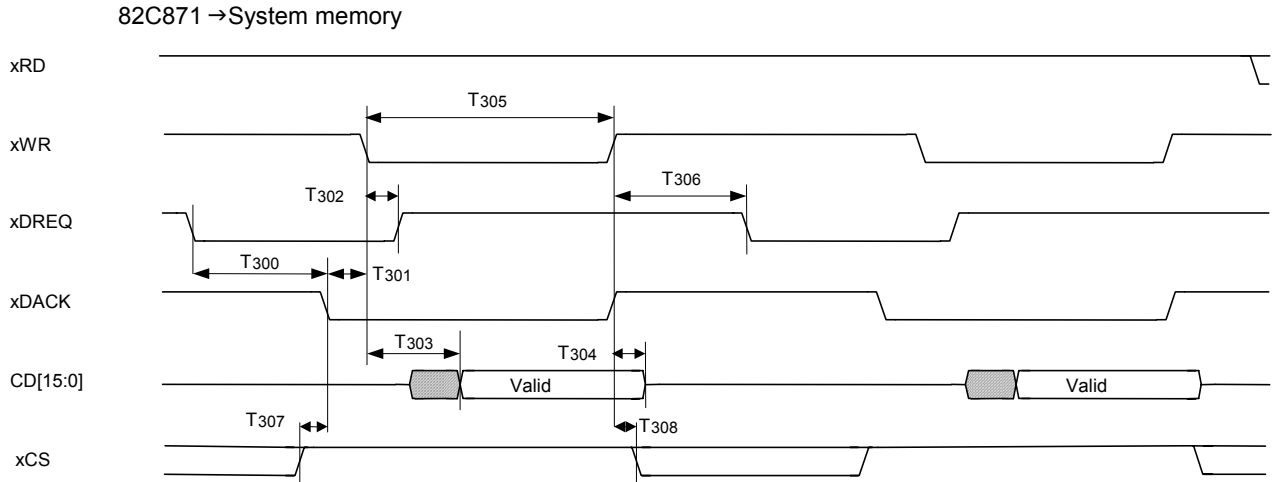 82C871 →System memory
xRD
T305
xWR
T306
T302
xDREQ
T300
T301
xDACK
T303
T304
CD[15:0]
Valid
Valid
T307
T308
xCS